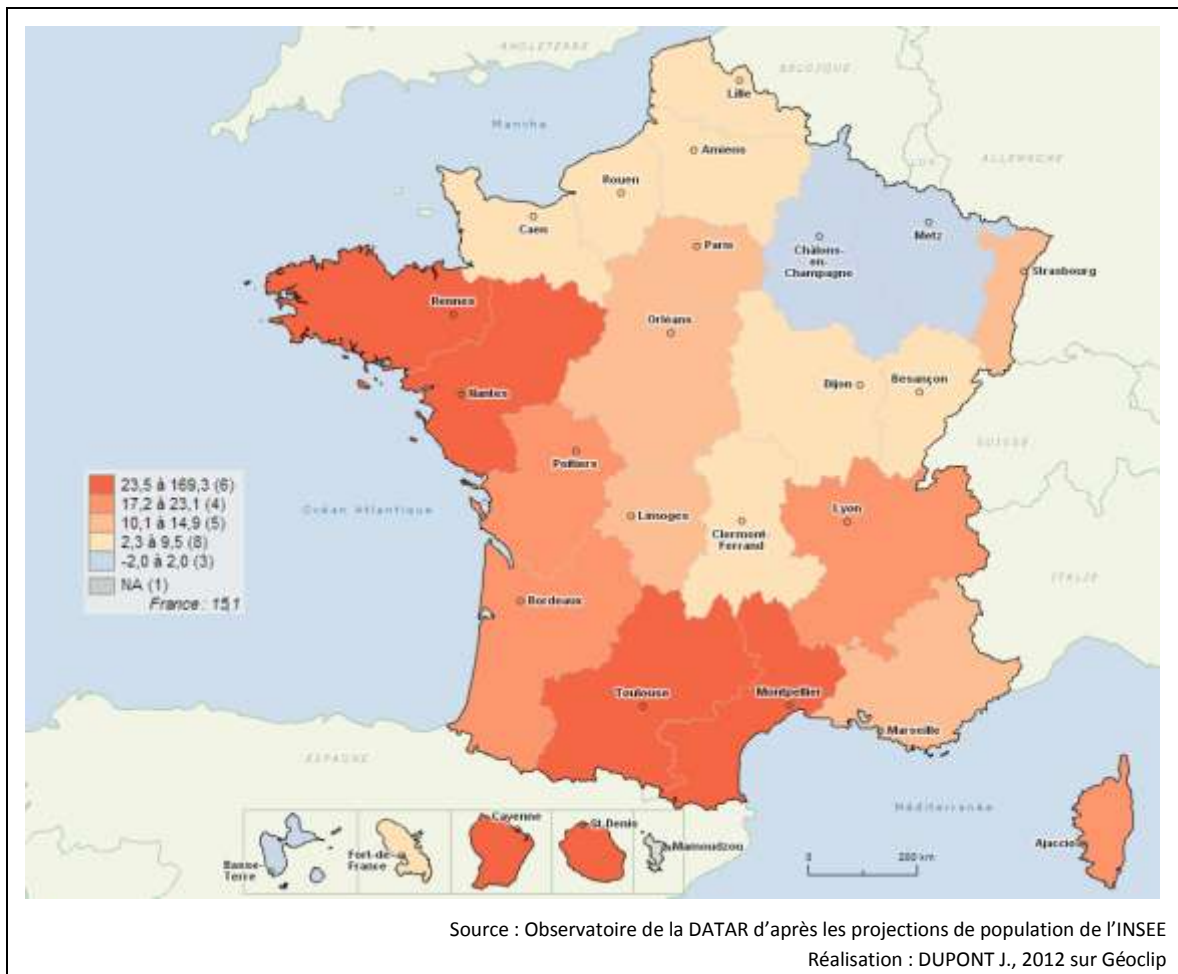 ANGLETERRE
BELGIQUE
Lille
Manche
Amiens
LUX
ALLEMAGNE
Rouen
Caen
Paris
Châlons-
en-
Champagne
Metz
Strasbourg
Rennes
Orléans
Nantes
Dijon
Besançon
SUISSE
Poitiers
23,5 à 169,3 (6)
17,2 à 23,1 (4)
10,1 à 14,9 (5)
2,3 à 9,5 (8)
-2,0 à 2,0 (3)
NA (1)
France : 15,1
Océan Atlantique
Limoges
Clermont-
Ferrand
Lyon
ITALIE
Bordeaux
Toulouse
Montpellier
Marseille
ESPAGNE
Méditerranée
Ajaccio
0 200 km
Basse-
Terre
Fort-de-
France
Cayenne
St.Denis
Mamoudzou
Source : Observatoire de la DATAR d’après les projections de population de l’INSEE
Réalisation : DUPONT J., 2012 sur Géoclip